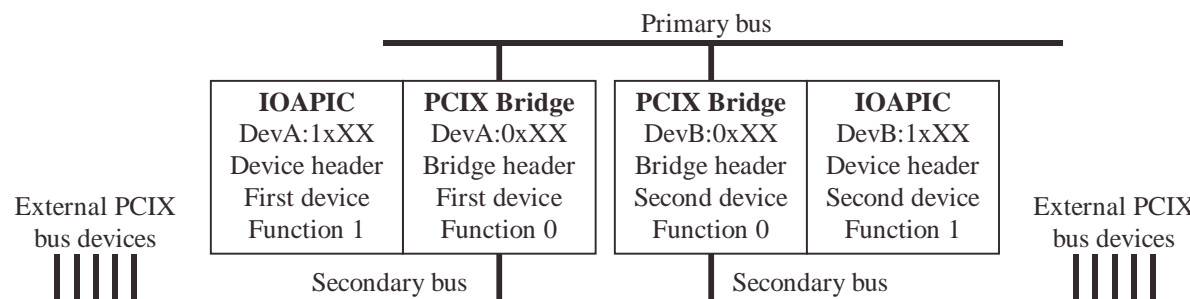 Primary bus
IOAPIC
DevA:1xXX
Device header
First device
Function 1
PCIX Bridge
DevA:0xXX
Bridge header
First device
Function 0
PCIX Bridge
DevB:0xXX
Bridge header
Second device
Function 0
IOAPIC
DevB:1xXX
Device header
Second device
Function 1
External PCIX
bus devices
External PCIX
bus devices
Secondary bus
Secondary bus